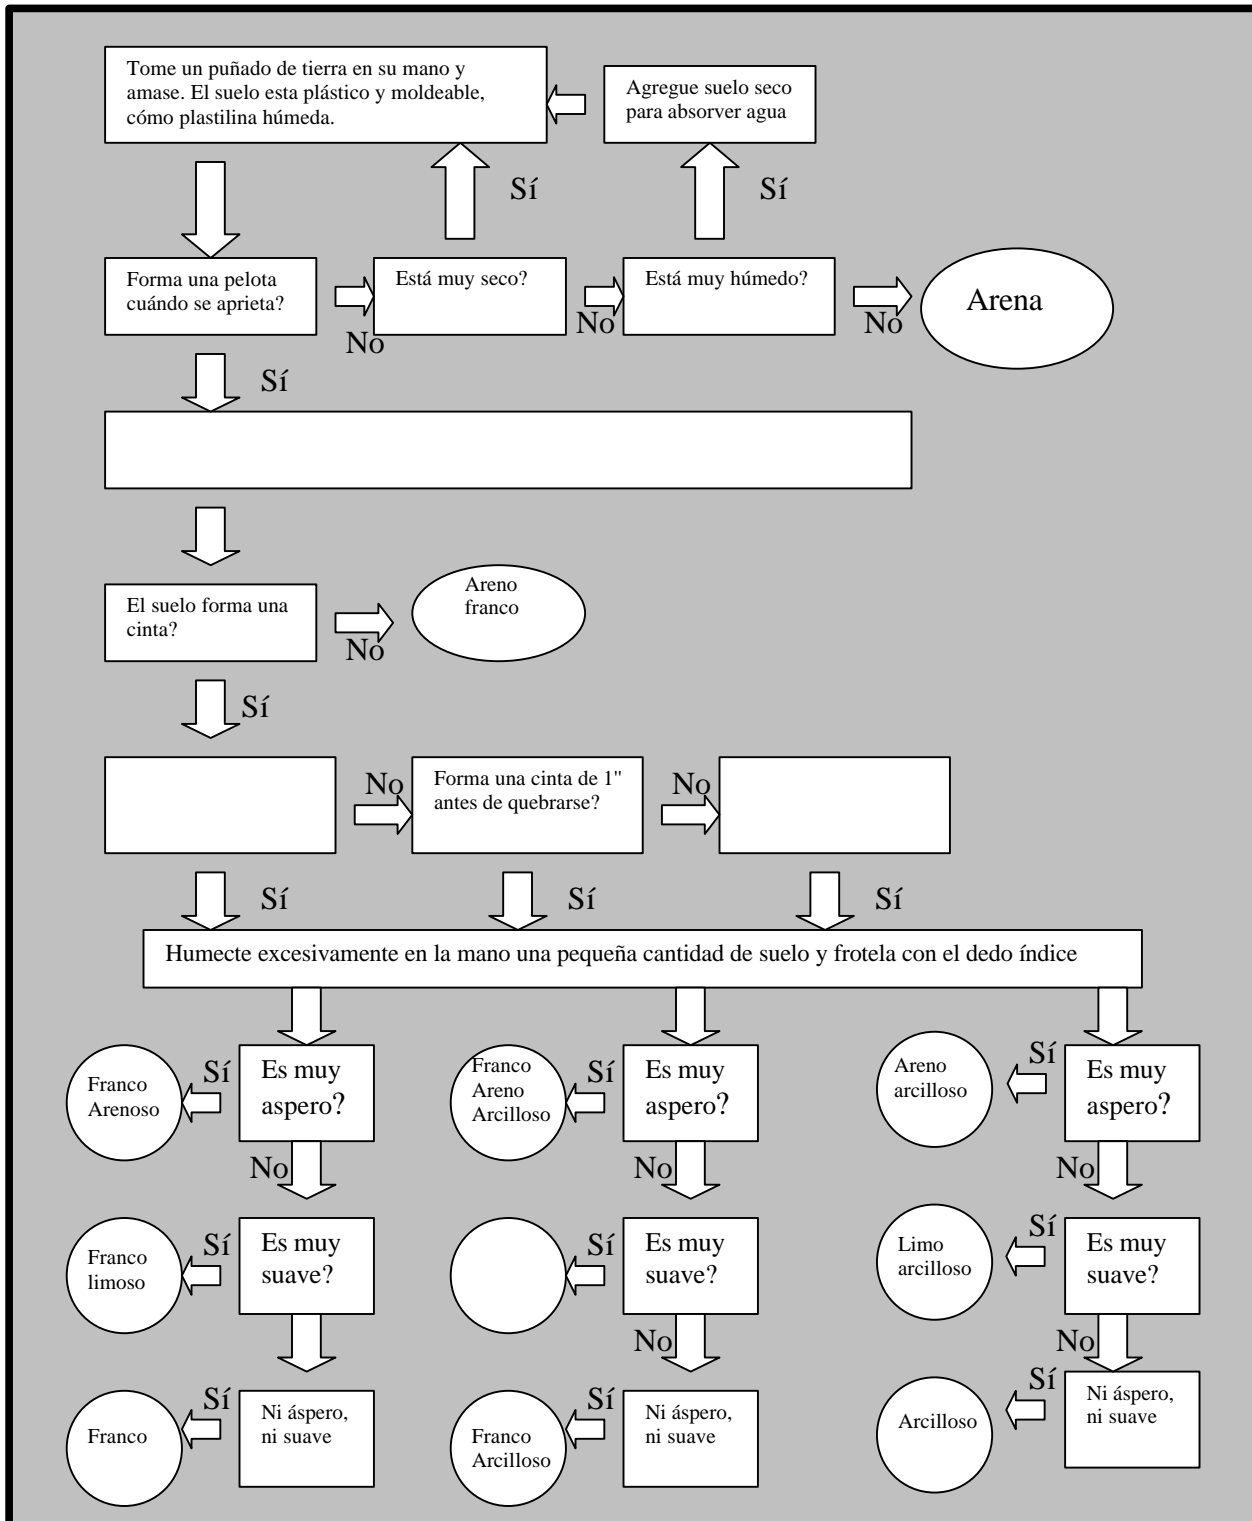 Tome un puñado de tierra en su mano y
amase. El suelo esta plástico y moldeable,
cómo plastilina húmeda.
Agregue suelo seco
para absorver agua
Sí
Sí
Forma una pelota
cuándo se aprieta?
No
Está muy seco?
No
Está muy húmedo?
No
Arena
Sí
El suelo forma una
cinta?
No
Areno
franco
Sí
No
Forma una cinta de 1"
antes de quebrarse?
No
Sí
Sí
Sí
Humecte excesivamente en la mano una pequeña cantidad de suelo y frotela con el dedo índice
Franco
Arenoso
Sí
Es muy
aspero?
Franco
Areno
Arcilloso
Sí
Es muy
aspero?
Areno
arcilloso
Sí
Es muy
aspero?
No
No
No
Franco
limoso
Sí
Es muy
suave?
Sí
Es muy
suave?
Limo
arcilloso
Sí
Es muy
suave?
No
No
Franco
Sí
Ni áspero,
ni suave
Franco
Arcilloso
Sí
Ni áspero,
ni suave
Arcilloso
Sí
Ni áspero,
ni suave